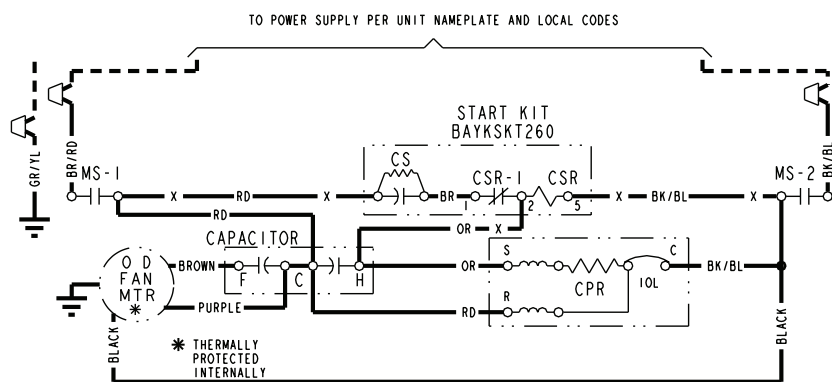 TO POWER SUPPLY PER UNIT NAMEPLATE AND LOCAL CODES
START KIT
BAYKSKT260
GR/YL
BR/RD
MS-1
X
RD
X
CS
BR
1
CSR-1
2
CSR
5
X
BK/BL
X
MS-2
BK/BL
RD
OR
X
CAPACITOR
O D
FAN
MTR
*
BROWN
F
C
H
OR
S
CPR
IOL
C
BK/BL
PURPLE
RD
R
BLACK
BLACK
* THERMALLY
PROTECTED
INTERNALLY